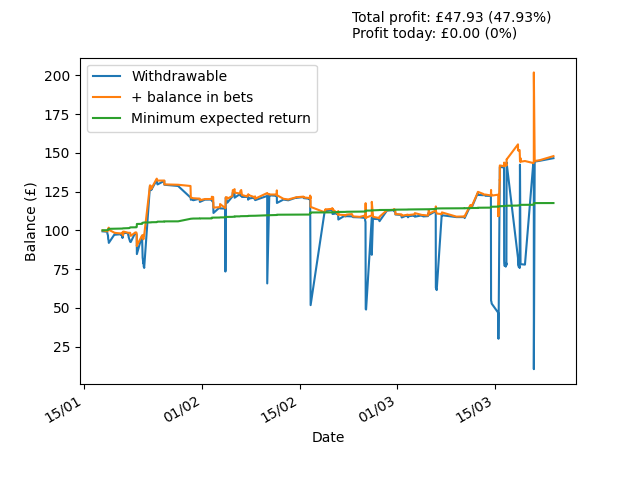 Total profit: £47.93 (47.93%)
Profit today: £0.00 (0%)
Withdrawable
+ balance in bets
Minimum expected return
200
175
150
125
100
75
50
25
Balance (£)
15/01
01/02
15/02
01/03
15/03
Date